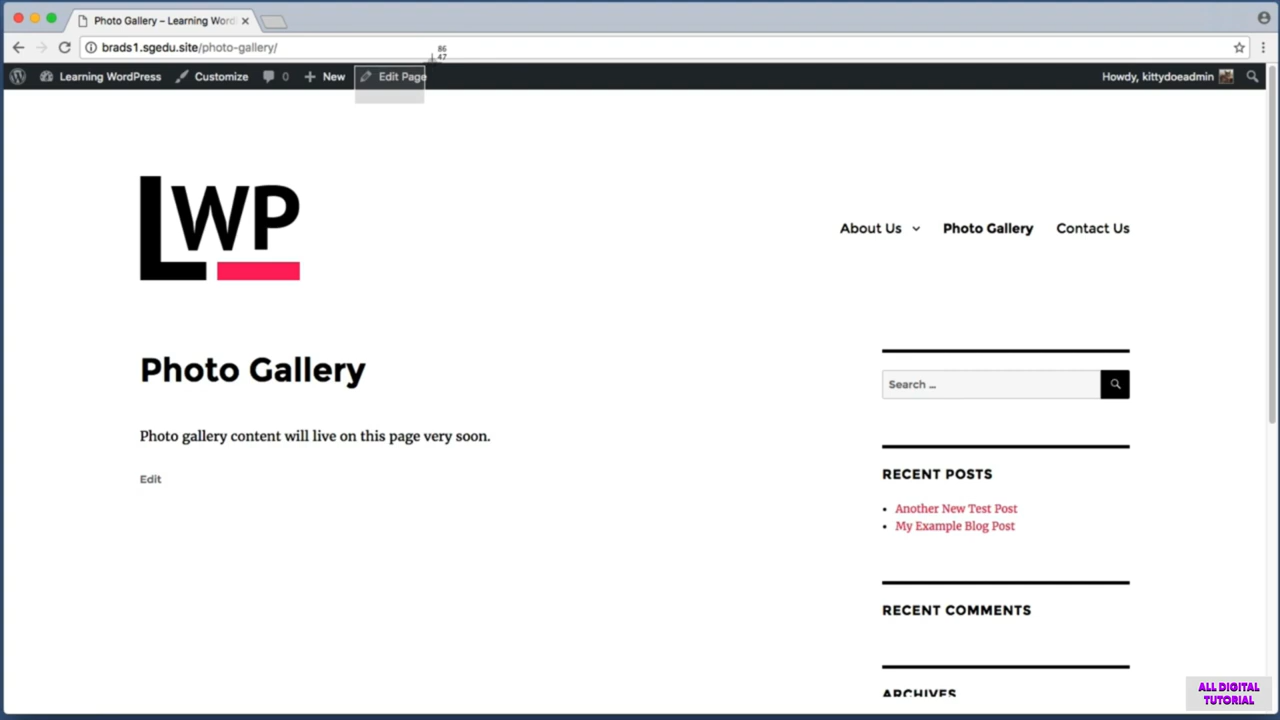 Photo Gallery – Learning Word
brads1.sgedu.site/photo-gallery/
86
47
Learning WordPress Customize 0 New Edit Page Howdy, kittydoeadmin
LWP
About Us Photo Gallery Contact Us
Photo Gallery
Search ...
Photo gallery content will live on this page very soon.
Edit
RECENT POSTS
Another New Test Post
My Example Blog Post
RECENT COMMENTS
ARCHIVES
ALL DIGITAL
TUTORIAL